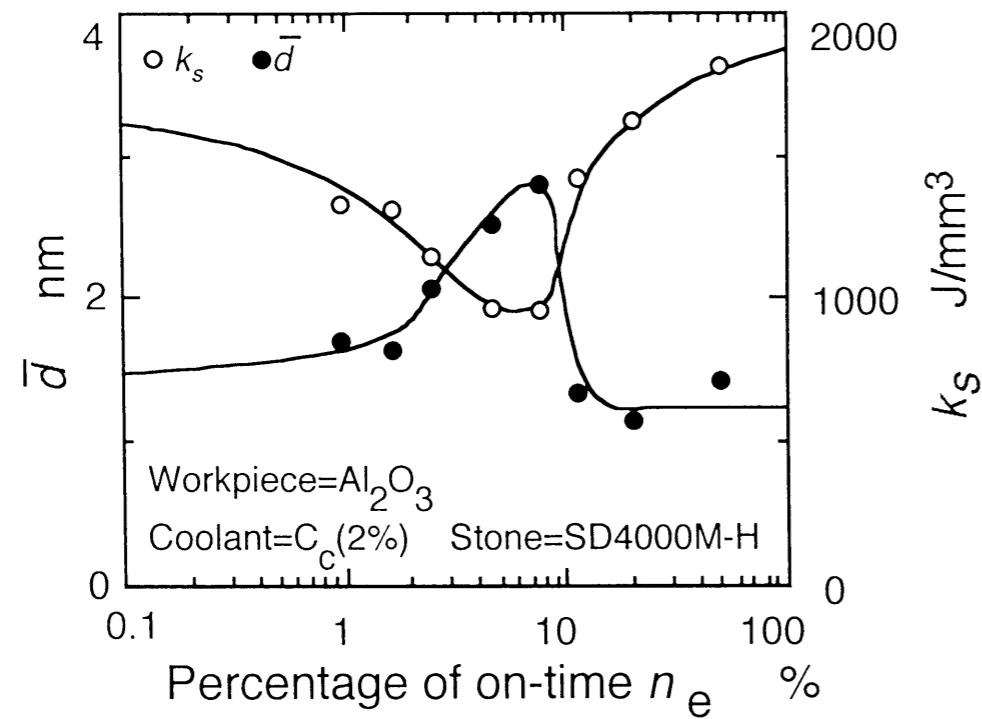 4
2000
k_s d̄
d̄ nm
2
1000
k_s J/mm³
Workpiece=Al₂O₃
Coolant=C_c(2%) Stone=SD4000M-H
0
0
0.1 1 10 100
Percentage of on-time n_e %